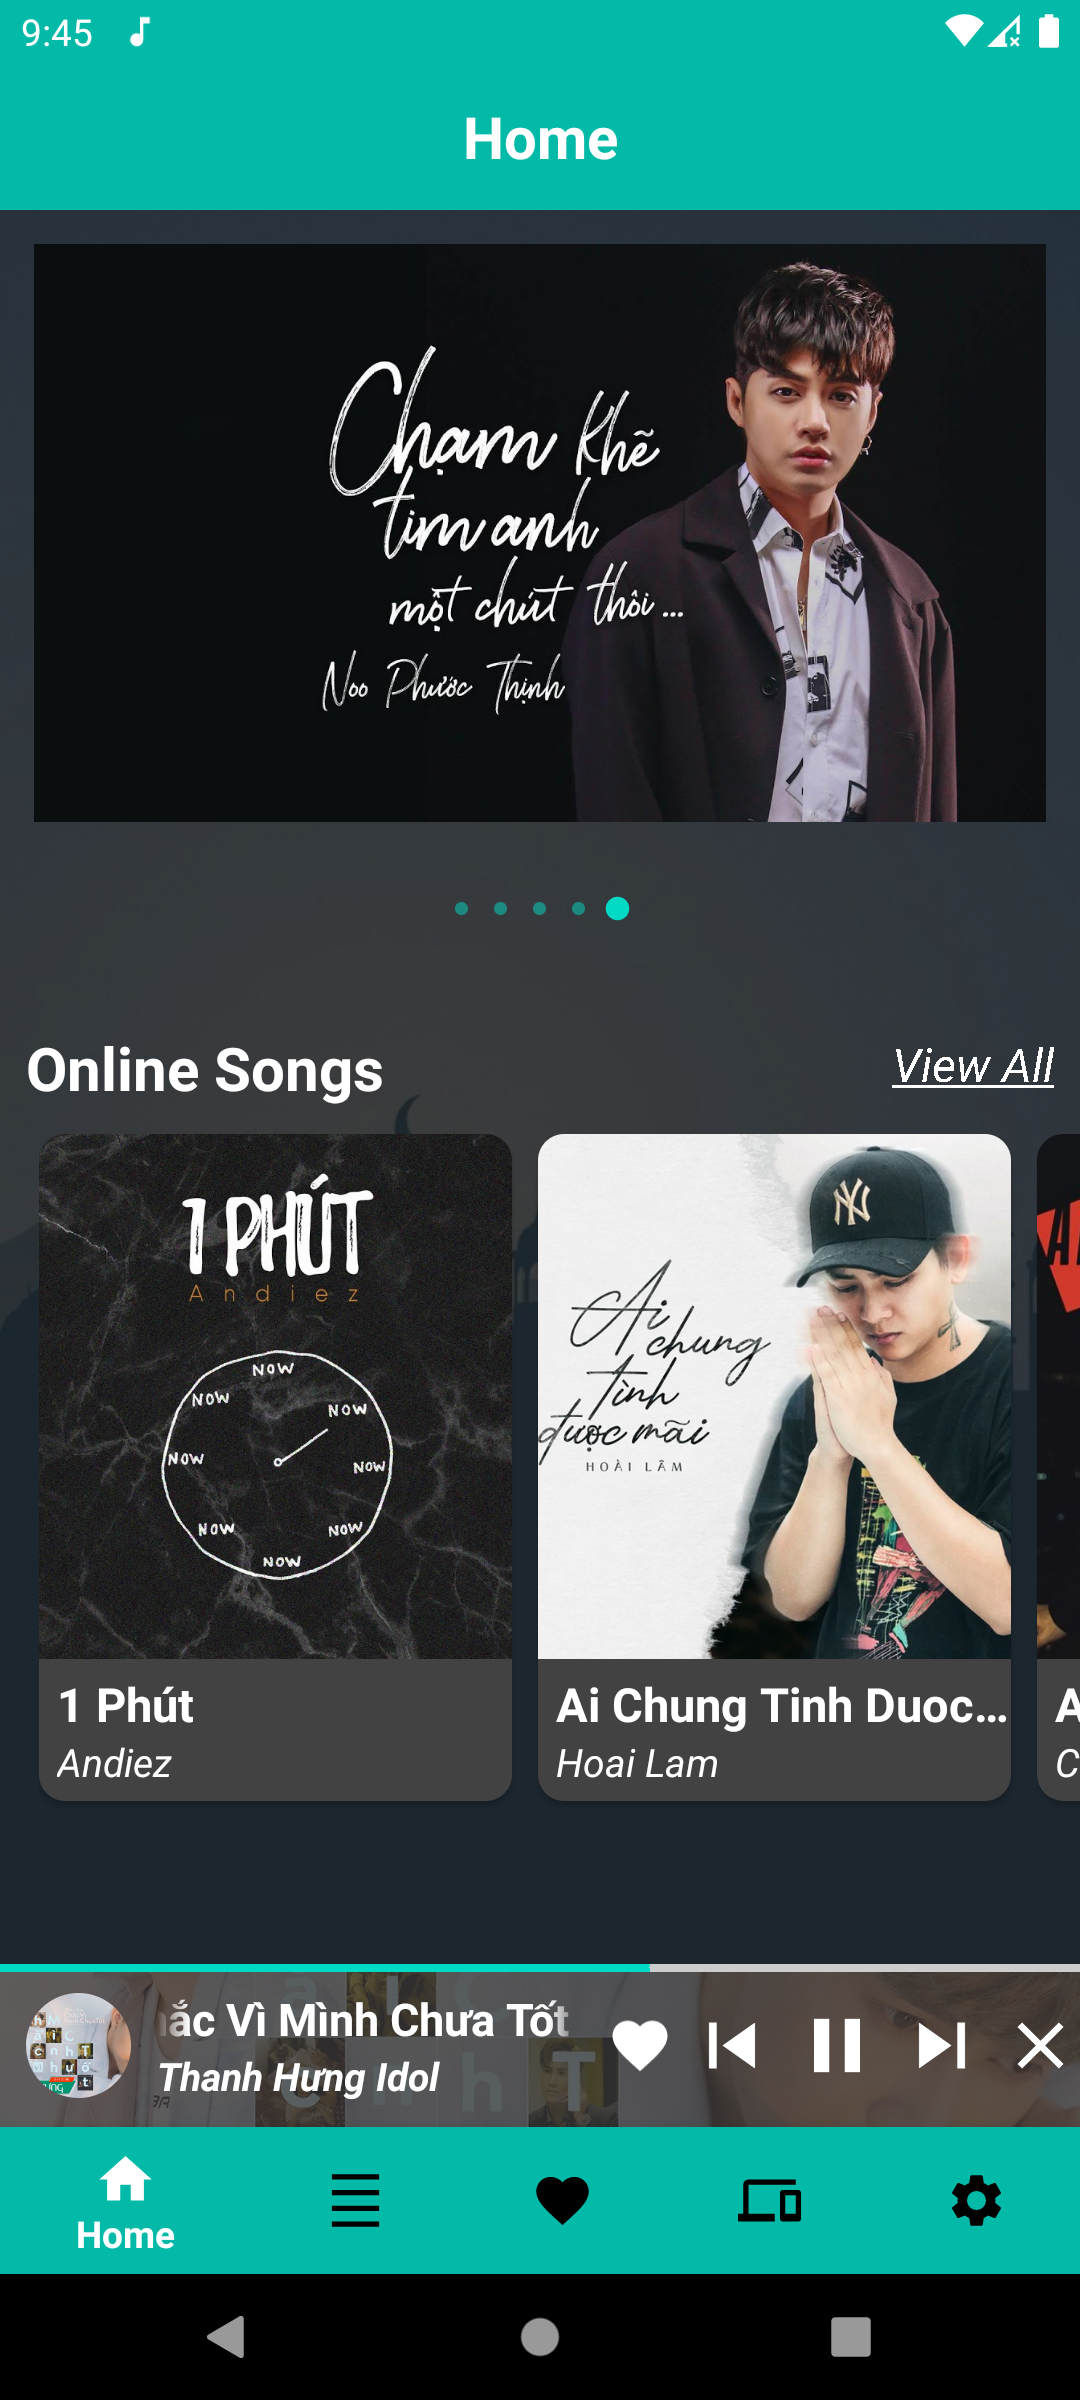 9:45
Home
Chạm khẽ
tim anh
một chút thôi ...
Noo Phước Thịnh
Online Songs
View All
1 PHÚT
Andiez
NOW
NOW
NOW
NOW
NOW
NOW
NOW
NOW
NY
Ai
chung
tình
được mãi
HOÀI LÂM
1 Phút
Andiez
Ai Chung Tinh Duoc...
Hoai Lam
A
C
ắc Vì Mình Chưa Tốt
Thanh Hưng Idol
Home